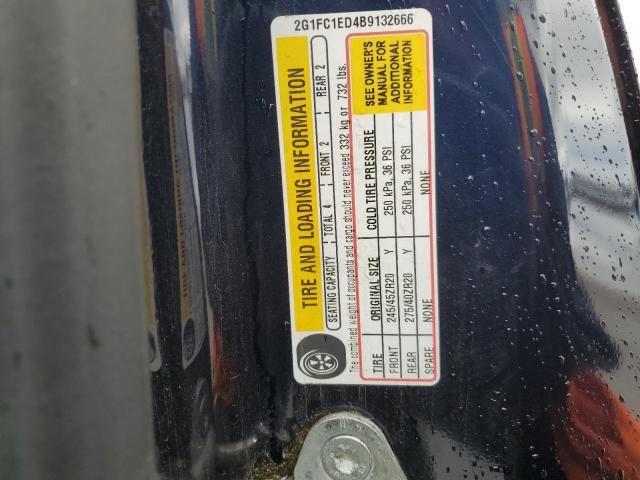 2G1FC1ED4B9132666
TIRE AND LOADING INFORMATION
SEATING CAPACITY TOTAL 4 FRONT 2 REAR 2
The combined weight of occupants and cargo should never exceed 332 kg or 732 lbs.
TIRE ORIGINAL SIZE COLD TIRE PRESSURE
FRONT 245/45ZR20 Y 250 kPa, 36 PSI
REAR 275/40ZR20 Y 250 kPa, 36 PSI
SPARE NONE NONE
SEE OWNER'S
MANUAL FOR
ADDITIONAL
INFORMATION